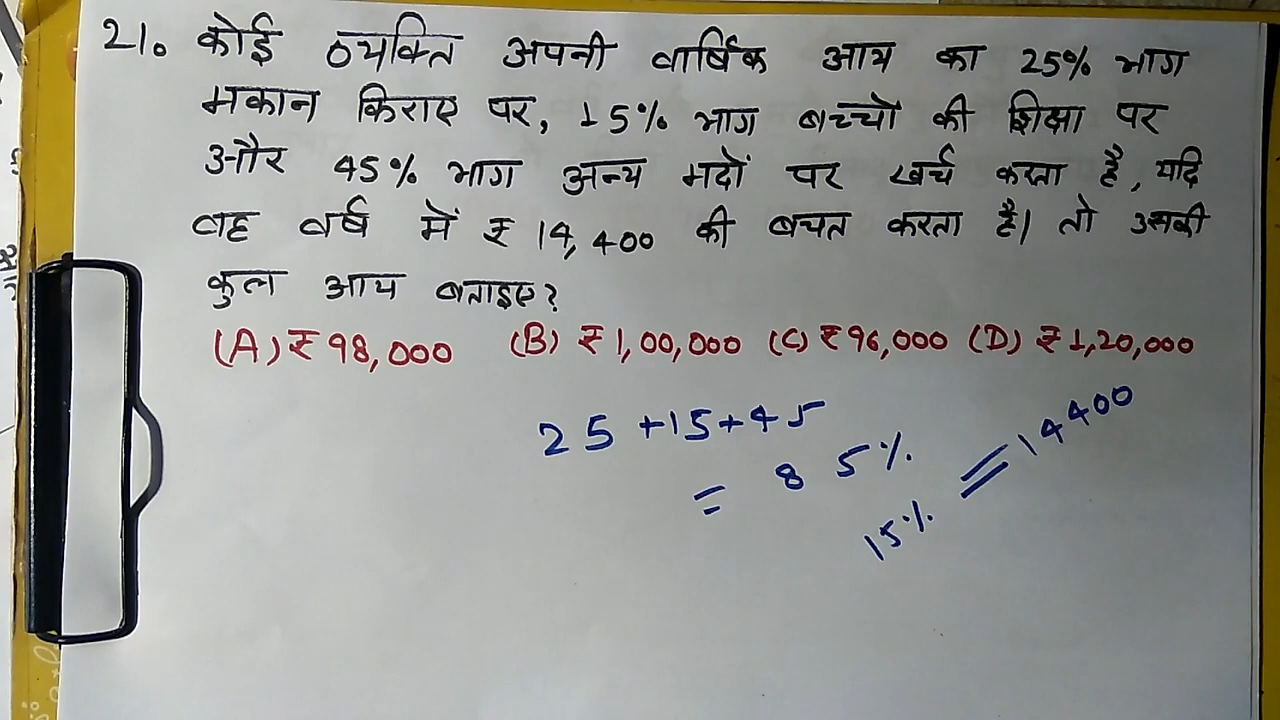 21. कोई व्यक्ति अपनी वार्षिक आय का 25% भाग
मकान किराए पर, 15% भाग बच्चों की शिक्षा पर
और 45% भाग अन्य मदों पर खर्च करता है, यदि
वह वर्ष में ₹ 14,400 की बचत करता है। तो उसकी
कुल आय बताइए?
(A) ₹ 98,000 (B) ₹ 1,00,000 (C) ₹ 96,000 (D) ₹ 1,20,000
25 +15+45
= 85%
15% = 14400